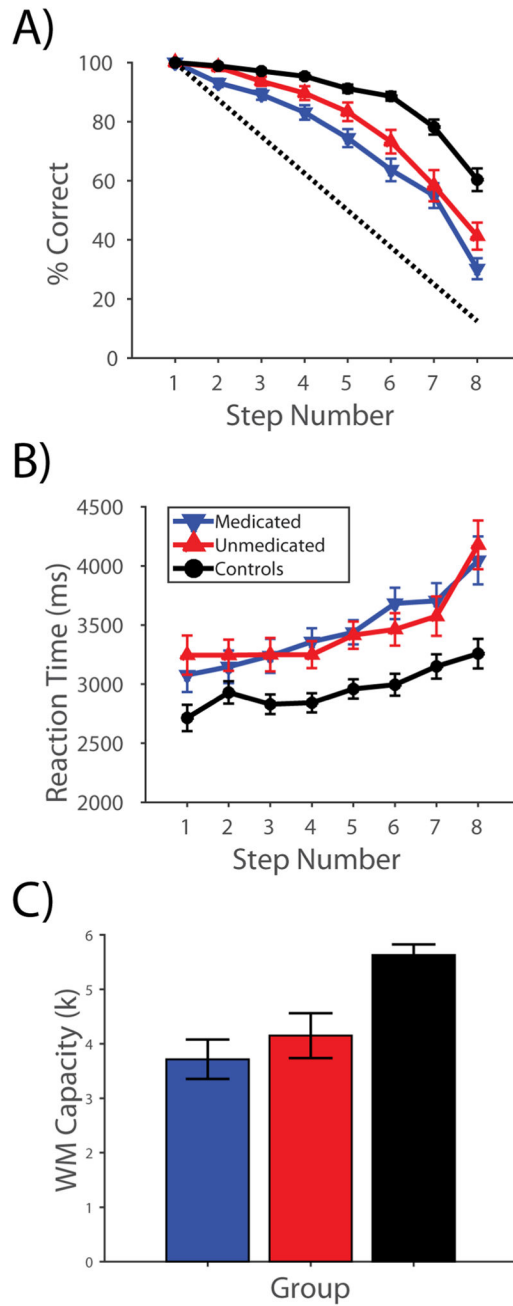 A)
100
80
60
40
20
0
% Correct
1 2 3 4 5 6 7 8
Step Number
B)
4500
4000
3500
3000
2500
2000
Reaction Time (ms)
Medicated
Unmedicated
Controls
1 2 3 4 5 6 7 8
Step Number
C)
6
5
4
3
2
1
0
WM Capacity (k)
Group